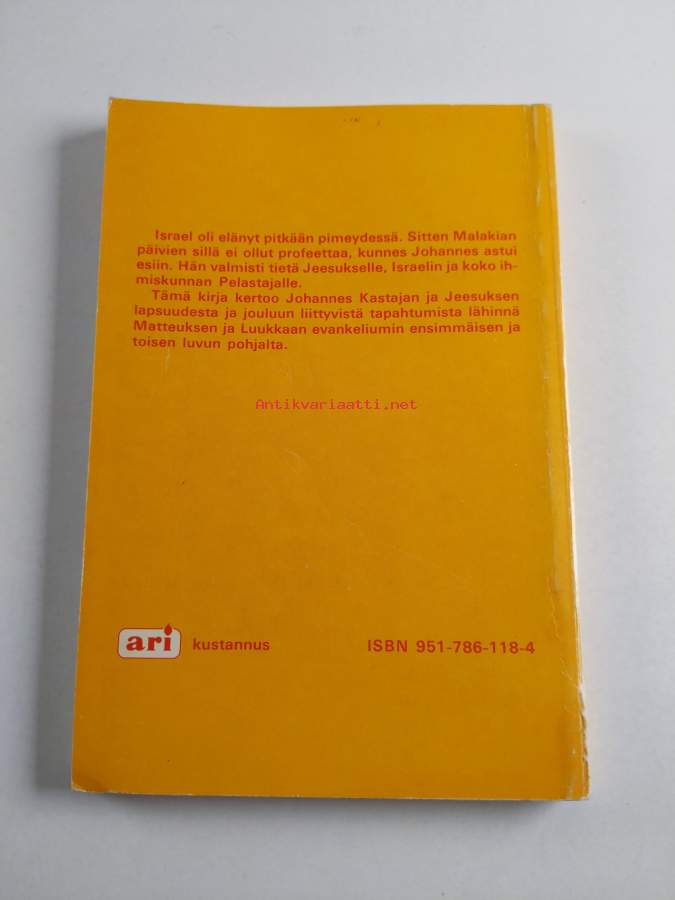 Israel oli elänyt pitkään pimeydessä. Sitten Malakian
päivien sillä ei ollut profeettaa, kunnes Johannes astui
esiin. Hän valmisti tietä Jeesukselle, Israelin ja koko ih-
miskunnan Pelastajalle.
Tämä kirja kertoo Johannes Kastajan ja Jeesuksen
lapsuudesta ja jouluun liittyvistä tapahtumista lähinnä
Matteuksen ja Luukkaan evankeliumin ensimmäisen ja
toisen luvun pohjalta.
Antikvariaatti.net
ari kustannus
ISBN 951-786-118-4